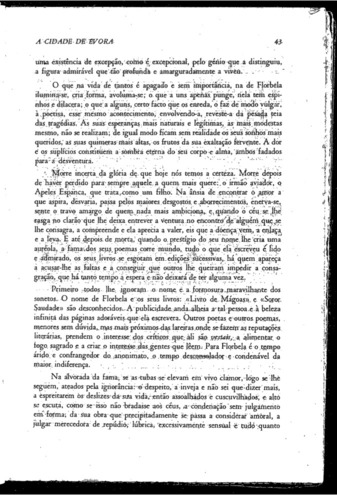 A CIDADE DE ÉVORA 43
uma existência de excepção, como é excepcional, pelo génio que a distinguiu,
a figura admirável que tão profunda e amarguradamente a viveu.
O que na vida de tantos é apagado e sem importância, na de Florbela
ilumina-se, cria forma, avoluma-se; o que a uns apenas punge, nela tem espi-
nhos e dilacera; o que a alguns, certo facto que os enreda, o faz de modo vulgar,
à poetisa, esse mesmo acontecimento, envolvendo-a, reveste-a da pesada teia
das tragédias. As suas esperanças, mais naturais e legítimas, as mais modestas
mesmo, não se realizam; de igual modo ficam sem realidade os seus sonhos mais
queridos, as suas quimeras mais altas, os frutos da sua exaltação fervente. A dor
e os suplícios constituem a sombra eterna do seu corpo e alma, ambos fadados
para a desventura.
Morre incerta da glória de que hoje nós temos a certeza. Morre depois
de haver perdido para sempre aquele a quem mais quere: o irmão aviador, o
Apeles Espanca, que trata como um filho. Na ânsia de encontrar o amor a
que aspira, desvaria, passa pelos maiores desgostos e aborrecimentos, enerva-se,
sente o travo amargo de quem nada mais ambiciona, e, quando o céu se lhe
rasga no clarão que lhe deixa entrever a ventura no encontro de alguém que se
lhe consagra, a compreende e ela aprecia a valer, eis que a doença vem, a enlaça
e a leva. E até depois de morta, quando o prestígio do seu nome lhe cria uma
auréola, a fama dos seus poemas corre mundo, tudo o que ela escrevera é lido
e admirado, os seus livros se esgotam em edições sucessivas, há quem apareça
a acusar-lhe as faltas e a conseguir que outros lhe queiram impedir a consa-
gração, que há tanto tempo a espera e não deixará de ter alguma vez.
Primeiro todos lhe ignoram o nome e a formosura maravilhante dos
sonetos. O nome de Florbela e os seus livros: «Livro de Mágoas» e «Soror
Saudade» são desconhecidos. A publicidade anda alheia a tal pessoa e à beleza
infinita das páginas adoráveis que ela escrevera. Outros poetas e outros poemas,
menores sem dúvida, mas mais próximos das lareiras onde se fazem as reputações
literárias, prendem o interesse dos críticos que ali são a alimentar o
fogo sagrado e a criar o interesse das gentes que lêem. Para Florbela é o tempo
árido e confrangedor do anonimato, o tempo desconsolador e condenável da
maior indiferença.
Na alvorada da fama, se as tubas se elevam em vivo clamor, logo se lhe
seguem, ateados pela ignorância: o despeito, a inveja e não sei que dizer mais,
a espreitarem os deslizes da sua vida, então assoalhados e cuscuvilhados, e alto
se escuta, como se isso não bradasse aos céus, a condenação sem julgamento
em forma; da sua obra que precipitadamente se passa a considerar amoral, a
julgar merecedora de repúdio, lúbrica, excessivamente sensual e tudo quanto